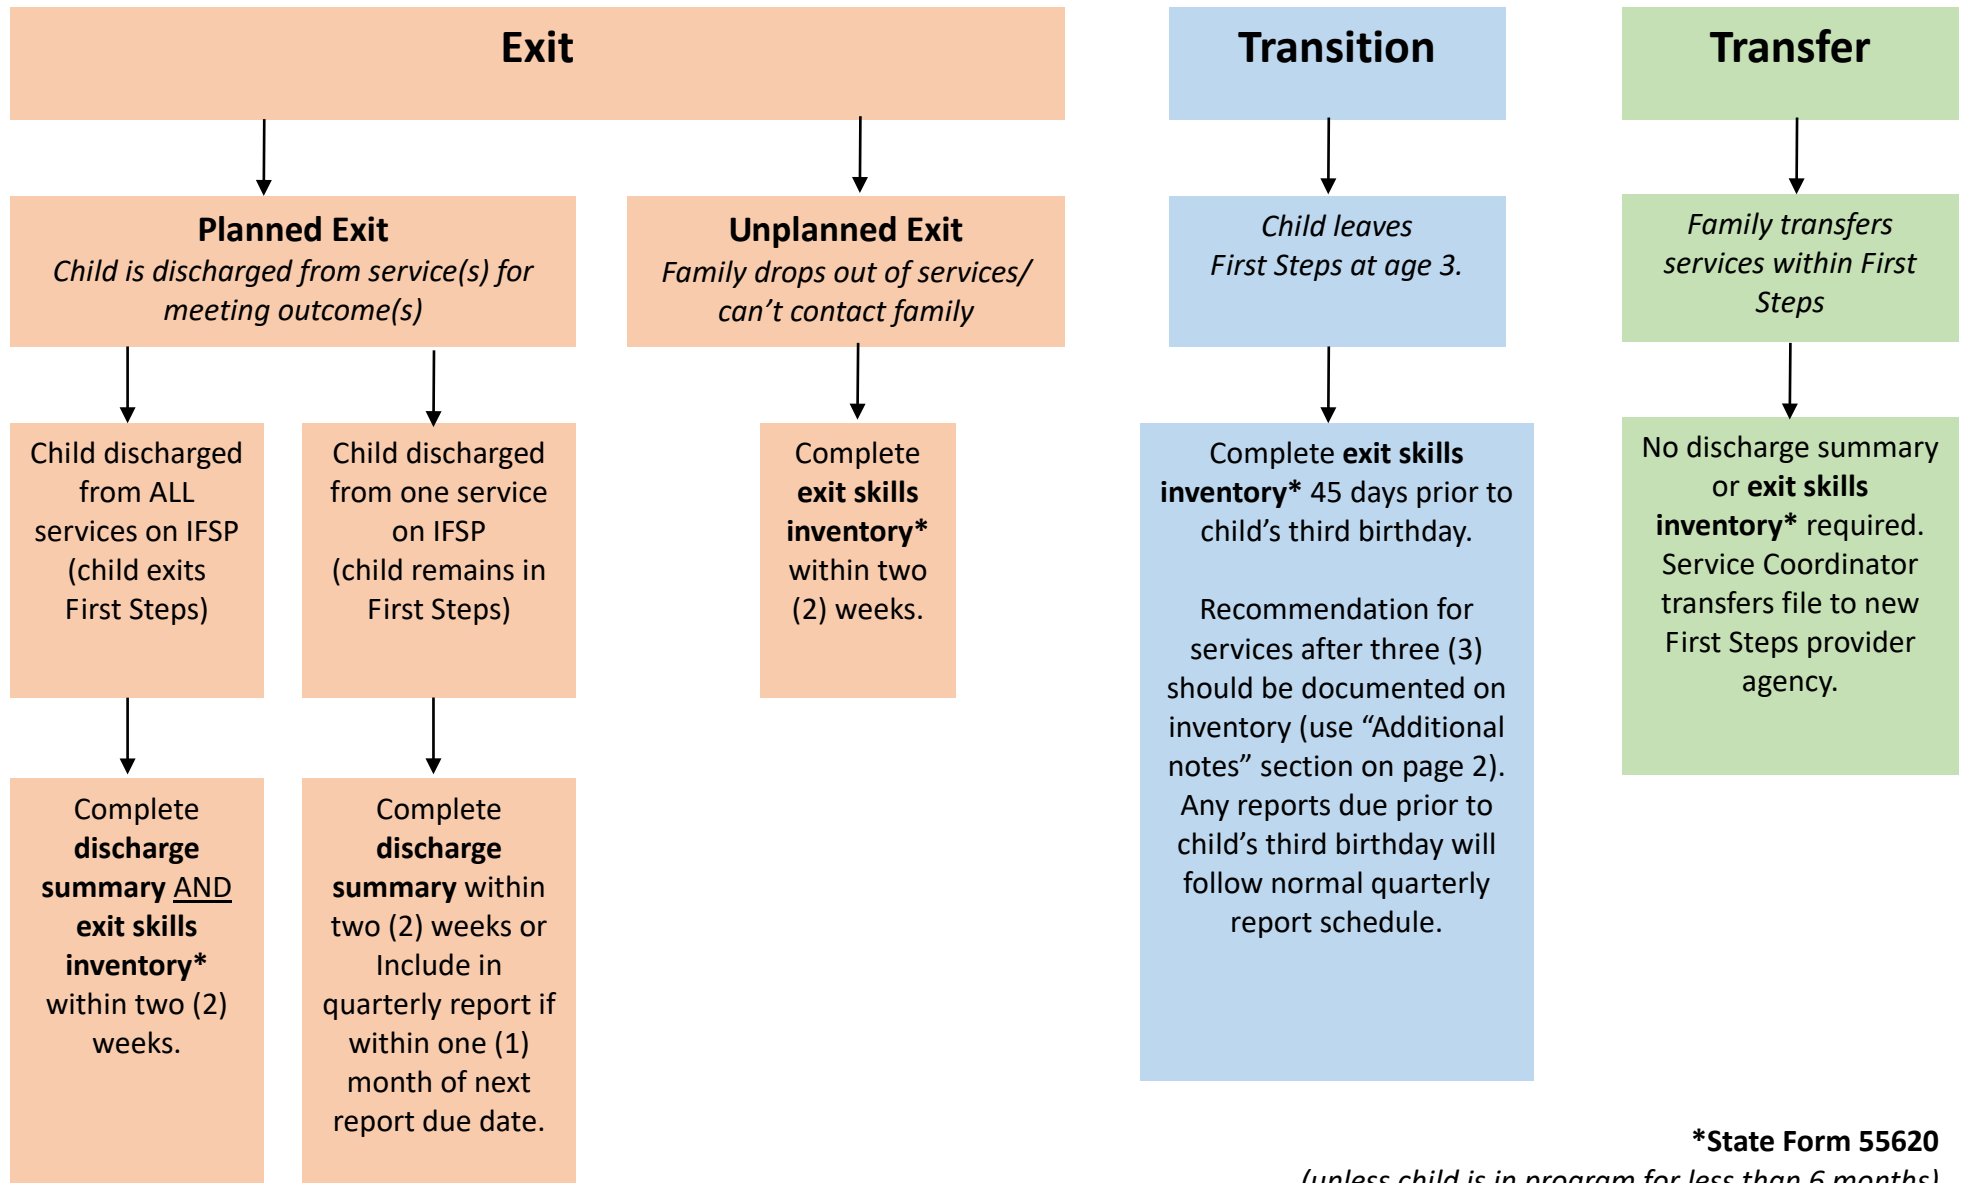 Exit
Planned Exit
Child is discharged from service(s) for
meeting outcome(s)
Child discharged
from ALL
services on IFSP
(child exits
First Steps)
Complete
discharge
summary AND
exit skills
inventory*
within two (2)
weeks.
Child discharged
from one service
on IFSP
(child remains in
First Steps)
Complete
discharge
summary within
two (2) weeks or
Include in
quarterly report if
within one (1)
month of next
report due date.
Unplanned Exit
Family drops out of services/
can’t contact family
Complete
exit skills
inventory*
within two
(2) weeks.
Transition
Child leaves
First Steps at age 3.
Complete exit skills
inventory* 45 days prior to
child’s third birthday.
Recommendation for
services after three (3)
should be documented on
inventory (use “Additional
notes” section on page 2).
Any reports due prior to
child’s third birthday will
follow normal quarterly
report schedule.
Transfer
Family transfers
services within First
Steps
No discharge summary
or exit skills
inventory* required.
Service Coordinator
transfers file to new
First Steps provider
agency.
*State Form 55620
(unless child is in program for less than 6 months)